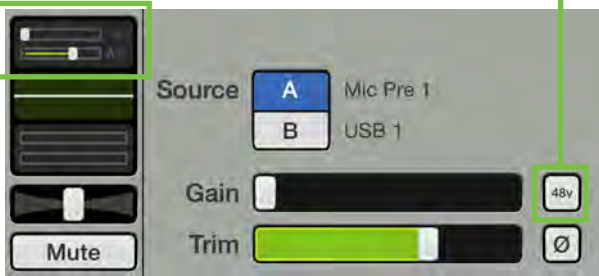 Source
A
Mic Pre 1
B
USB 1
Gain
48v
Mute
Trim
Ø